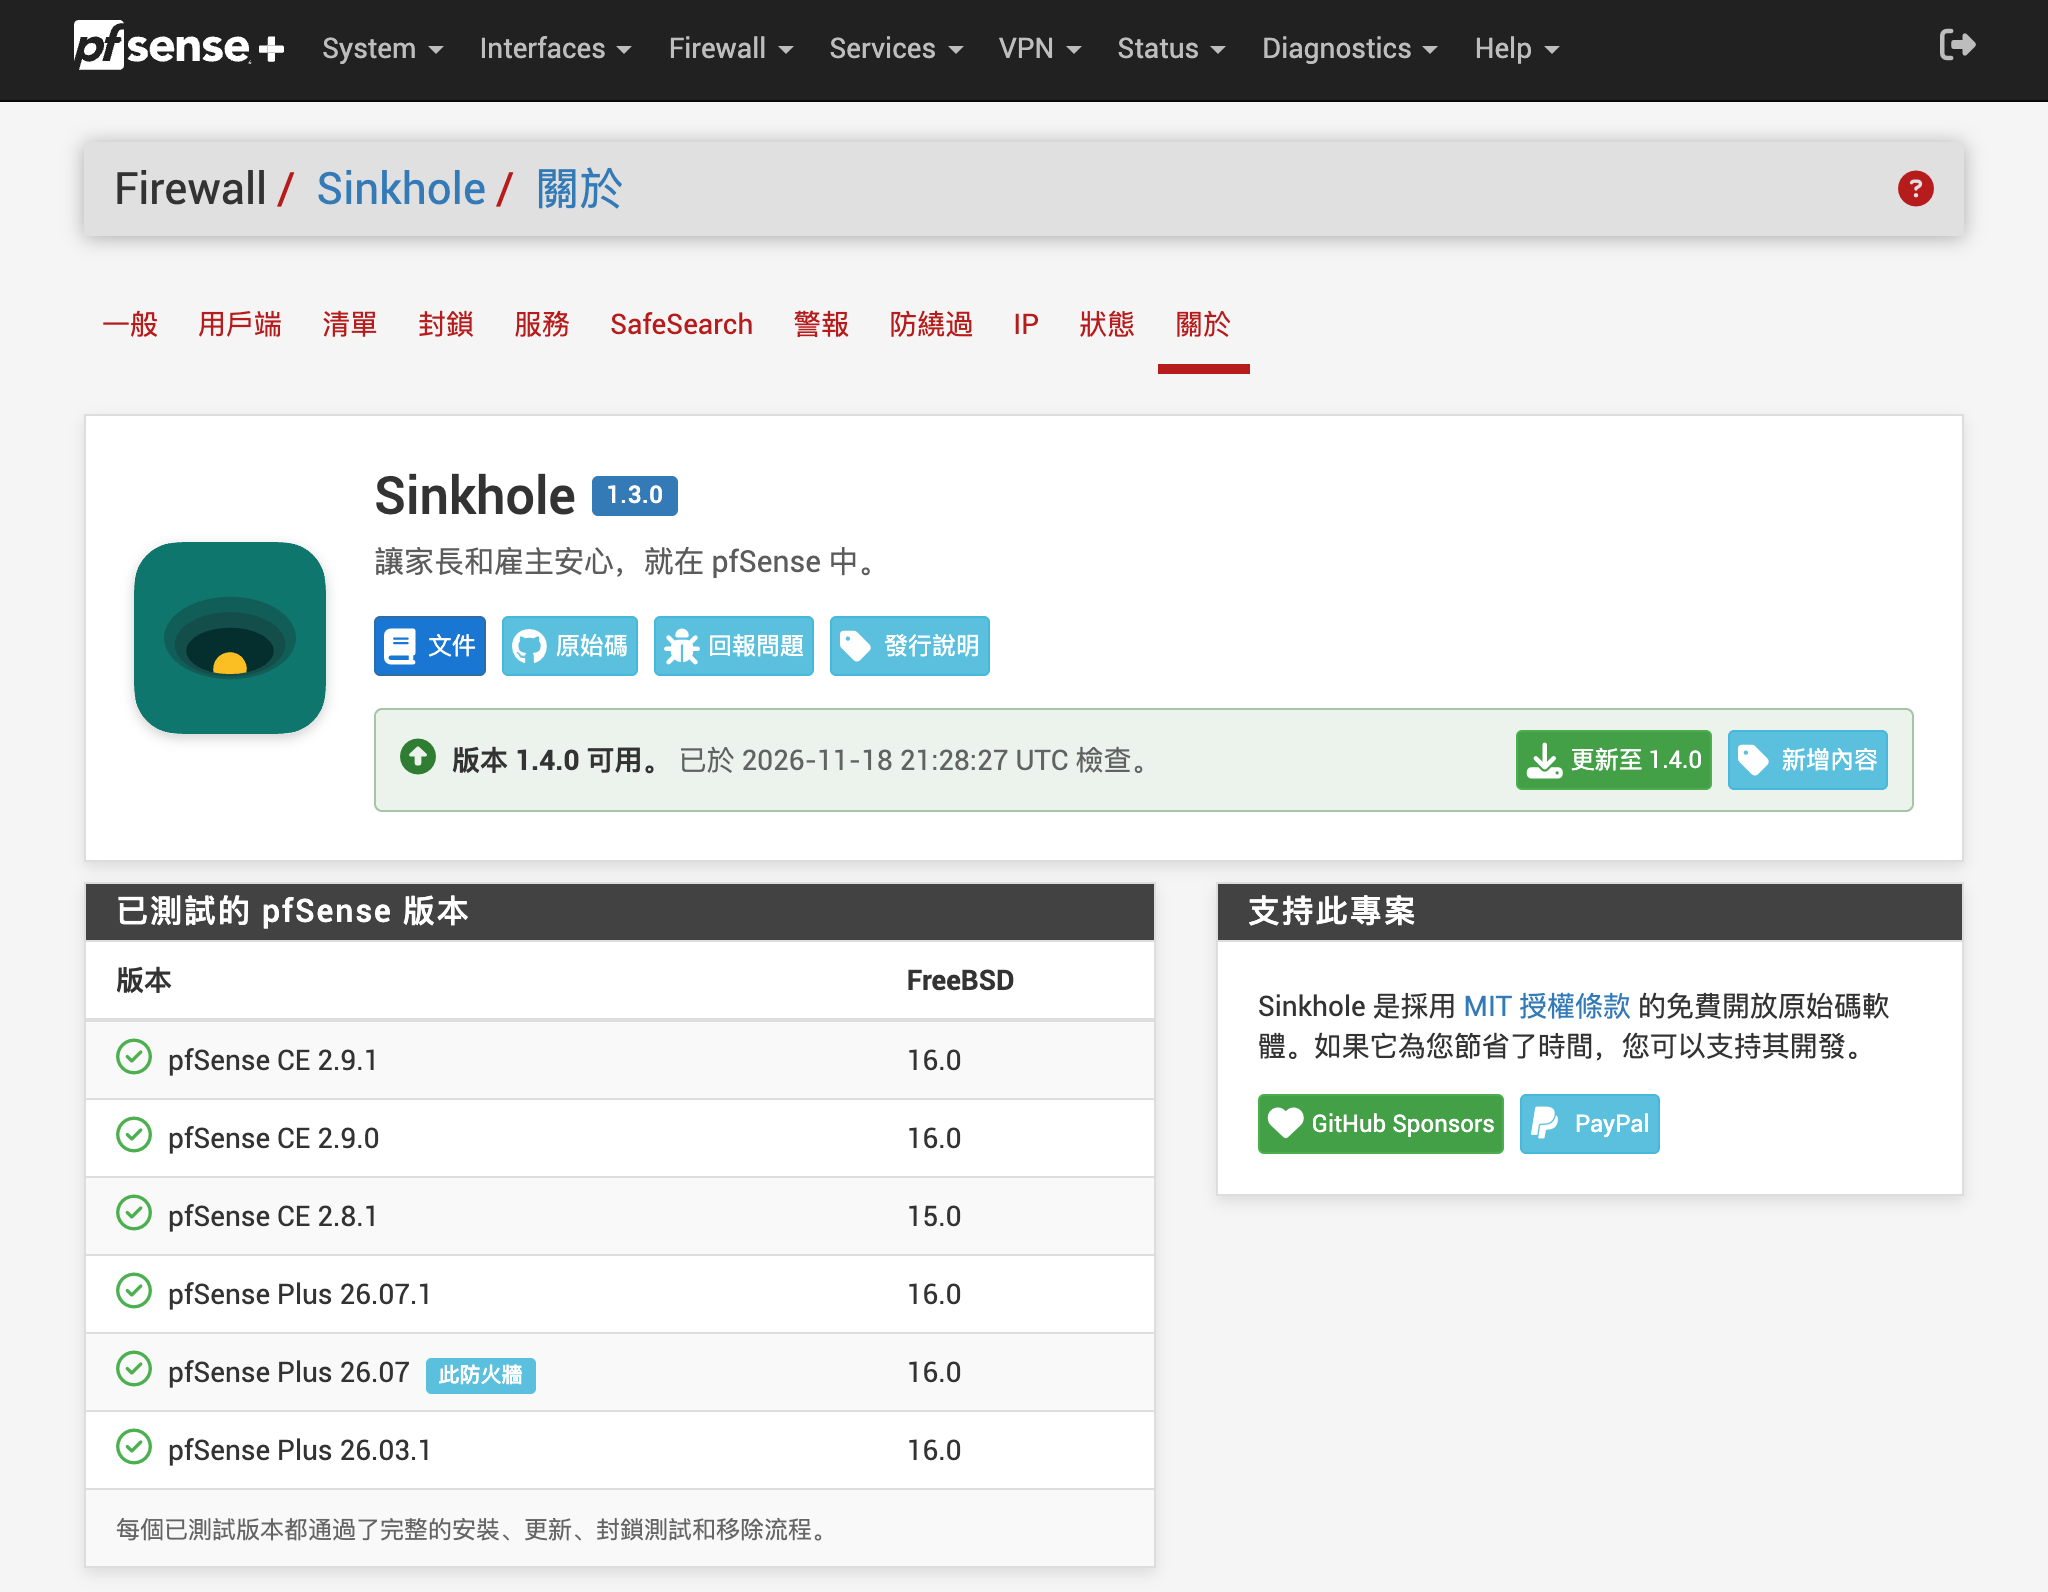 pfsense +
System Interfaces Firewall Services VPN Status Diagnostics Help
Firewall / Sinkhole / 關於
一般 用戶端 清單 封鎖 服務 SafeSearch 警報 防繞過 IP 狀態 關於
Sinkhole 1.3.0
讓家長和雇主安心，就在 pfSense 中。
文件 原始碼 回報問題 發行說明
版本 1.4.0 可用。 已於 2026-11-18 21:28:27 UTC 檢查。 更新至 1.4.0 新增內容
已測試的 pfSense 版本
版本 FreeBSD
pfSense CE 2.9.1 16.0
pfSense CE 2.9.0 16.0
pfSense CE 2.8.1 15.0
pfSense Plus 26.07.1 16.0
pfSense Plus 26.07 此防火牆 16.0
pfSense Plus 26.03.1 16.0
每個已測試版本都通過了完整的安裝、更新、封鎖測試和移除流程。
支持此專案
Sinkhole 是採用 MIT 授權條款 的免費開放原始碼軟
體。如果它為您節省了時間，您可以支持其開發。
GitHub Sponsors PayPal